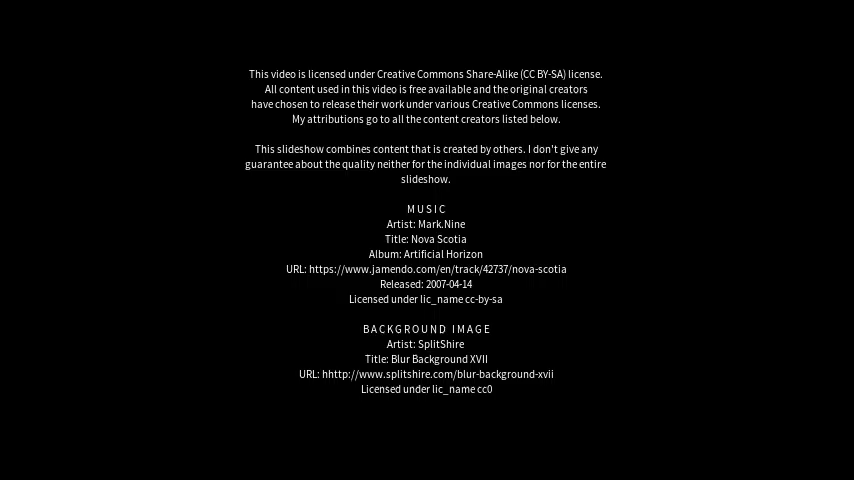 This video is licensed under Creative Commons Share-Alike (CC BY-SA) license.
All content used in this video is free available and the original creators
have chosen to release their work under various Creative Commons licenses.
My attributions go to all the content creators listed below.
This slideshow combines content that is created by others. I don't give any
guarantee about the quality neither for the individual images nor for the entire
slideshow.
MUSIC
Artist: Mark.Nine
Title: Nova Scotia
Album: Artificial Horizon
URL: https://www.jamendo.com/en/track/42737/nova-scotia
Released: 2007-04-14
Licensed under lic_name cc-by-sa
BACKGROUND IMAGE
Artist: SplitShire
Title: Blur Background XVII
URL: hhttp://www.splitshire.com/blur-background-xvii
Licensed under lic_name cc0